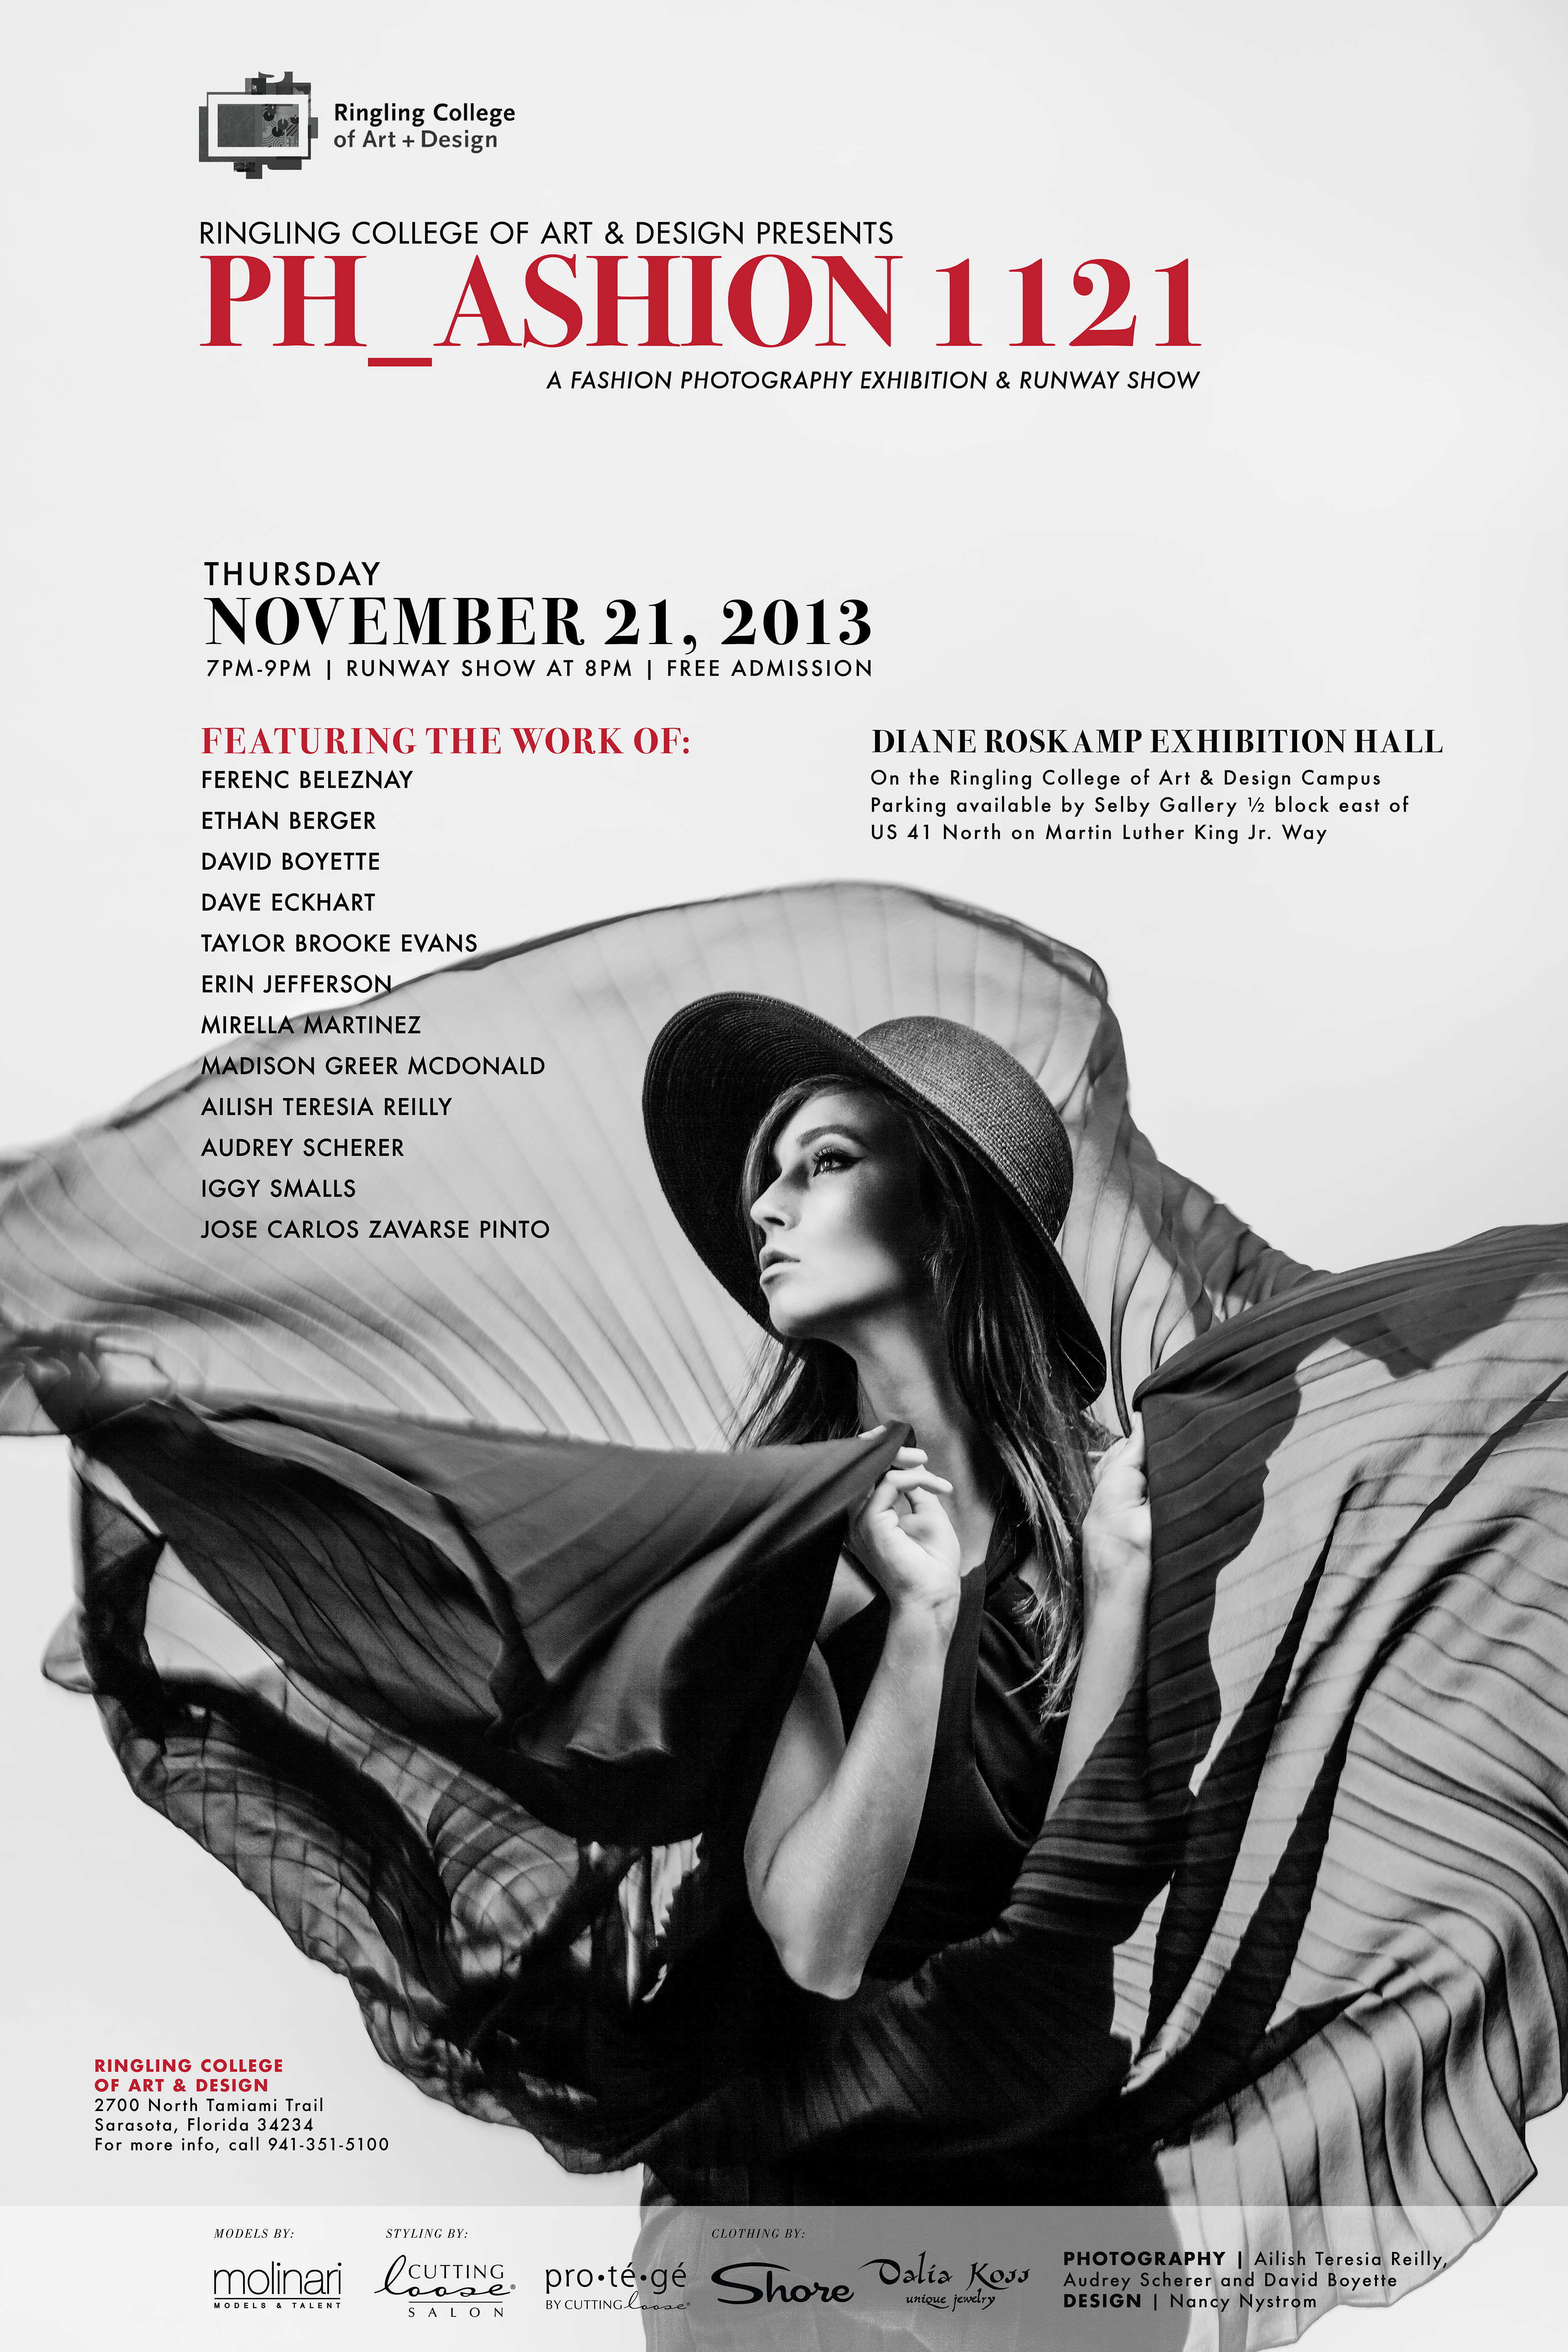 Ringling College
of Art + Design
RINGLING COLLEGE OF ART & DESIGN PRESENTS
PH_ASHION 1121
A FASHION PHOTOGRAPHY EXHIBITION & RUNWAY SHOW
THURSDAY
NOVEMBER 21, 2013
7PM-9PM | RUNWAY SHOW AT 8PM | FREE ADMISSION
FEATURING THE WORK OF:
FERENC BELEZNAY
ETHAN BERGER
DAVID BOYETTE
DAVE ECKHART
TAYLOR BROOKE EVANS
ERIN JEFFERSON
MIRELLA MARTINEZ
MADISON GREER MCDONALD
AILISH TERESIA REILLY
AUDREY SCHERER
IGGY SMALLS
JOSE CARLOS ZAVARSE PINTO
DIANE ROSKAMP EXHIBITION HALL
On the Ringling College of Art & Design Campus
Parking available by Selby Gallery ½ block east of
US 41 North on Martin Luther King Jr. Way
RINGLING COLLEGE
OF ART & DESIGN
2700 North Tamiami Trail
Sarasota, Florida 34234
For more info, call 941-351-5100
MODELS BY:
molinari
MODELS & TALENT
STYLING BY:
CUTTING
loose®
SALON
pro•té•gé
BY CUTTING loose®
CLOTHING BY:
Shore
Dalia Koss
unique jewelry
PHOTOGRAPHY | Ailish Teresia Reilly,
Audrey Scherer and David Boyette
DESIGN | Nancy Nystrom